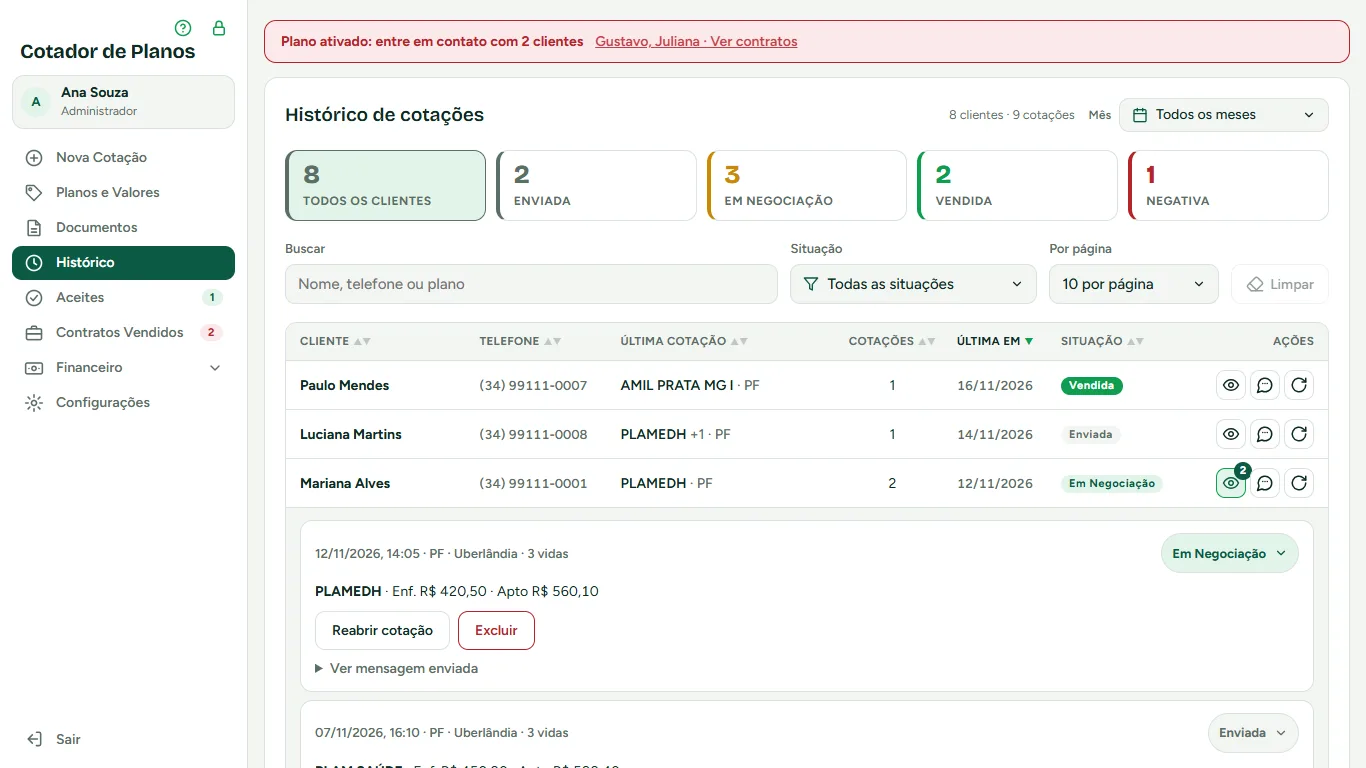 Cotador de Planos
A
Ana Souza
Administrador
Nova Cotação
Planos e Valores
Documentos
Histórico
Aceites 1
Contratos Vendidos 2
Financeiro
Configurações
Sair
Plano ativado: entre em contato com 2 clientes Gustavo, Juliana · Ver contratos
Histórico de cotações
8 clientes · 9 cotações Mês Todos os meses
8
TODOS OS CLIENTES
2
ENVIADA
3
EM NEGOCIAÇÃO
2
VENDIDA
1
NEGATIVA
Buscar
Nome, telefone ou plano
Situação
Todas as situações
Por página
10 por página
Limpar
CLIENTE ▲▼ TELEFONE ▲▼ ÚLTIMA COTAÇÃO ▲▼ COTAÇÕES ▲▼ ÚLTIMA EM ▼ SITUAÇÃO ▲▼ AÇÕES
Paulo Mendes (34) 99111-0007 AMIL PRATA MG I · PF 1 16/11/2026 Vendida
Luciana Martins (34) 99111-0008 PLAMEDH +1 · PF 1 14/11/2026 Enviada
Mariana Alves (34) 99111-0001 PLAMEDH · PF 2 12/11/2026 Em Negociação 2
12/11/2026, 14:05 · PF · Uberlândia · 3 vidas Em Negociação
PLAMEDH · Enf. R$ 420,50 · Apto R$ 560,10
Reabrir cotação Excluir
▶ Ver mensagem enviada
07/11/2026, 16:10 · PF · Uberlândia · 3 vidas Enviada